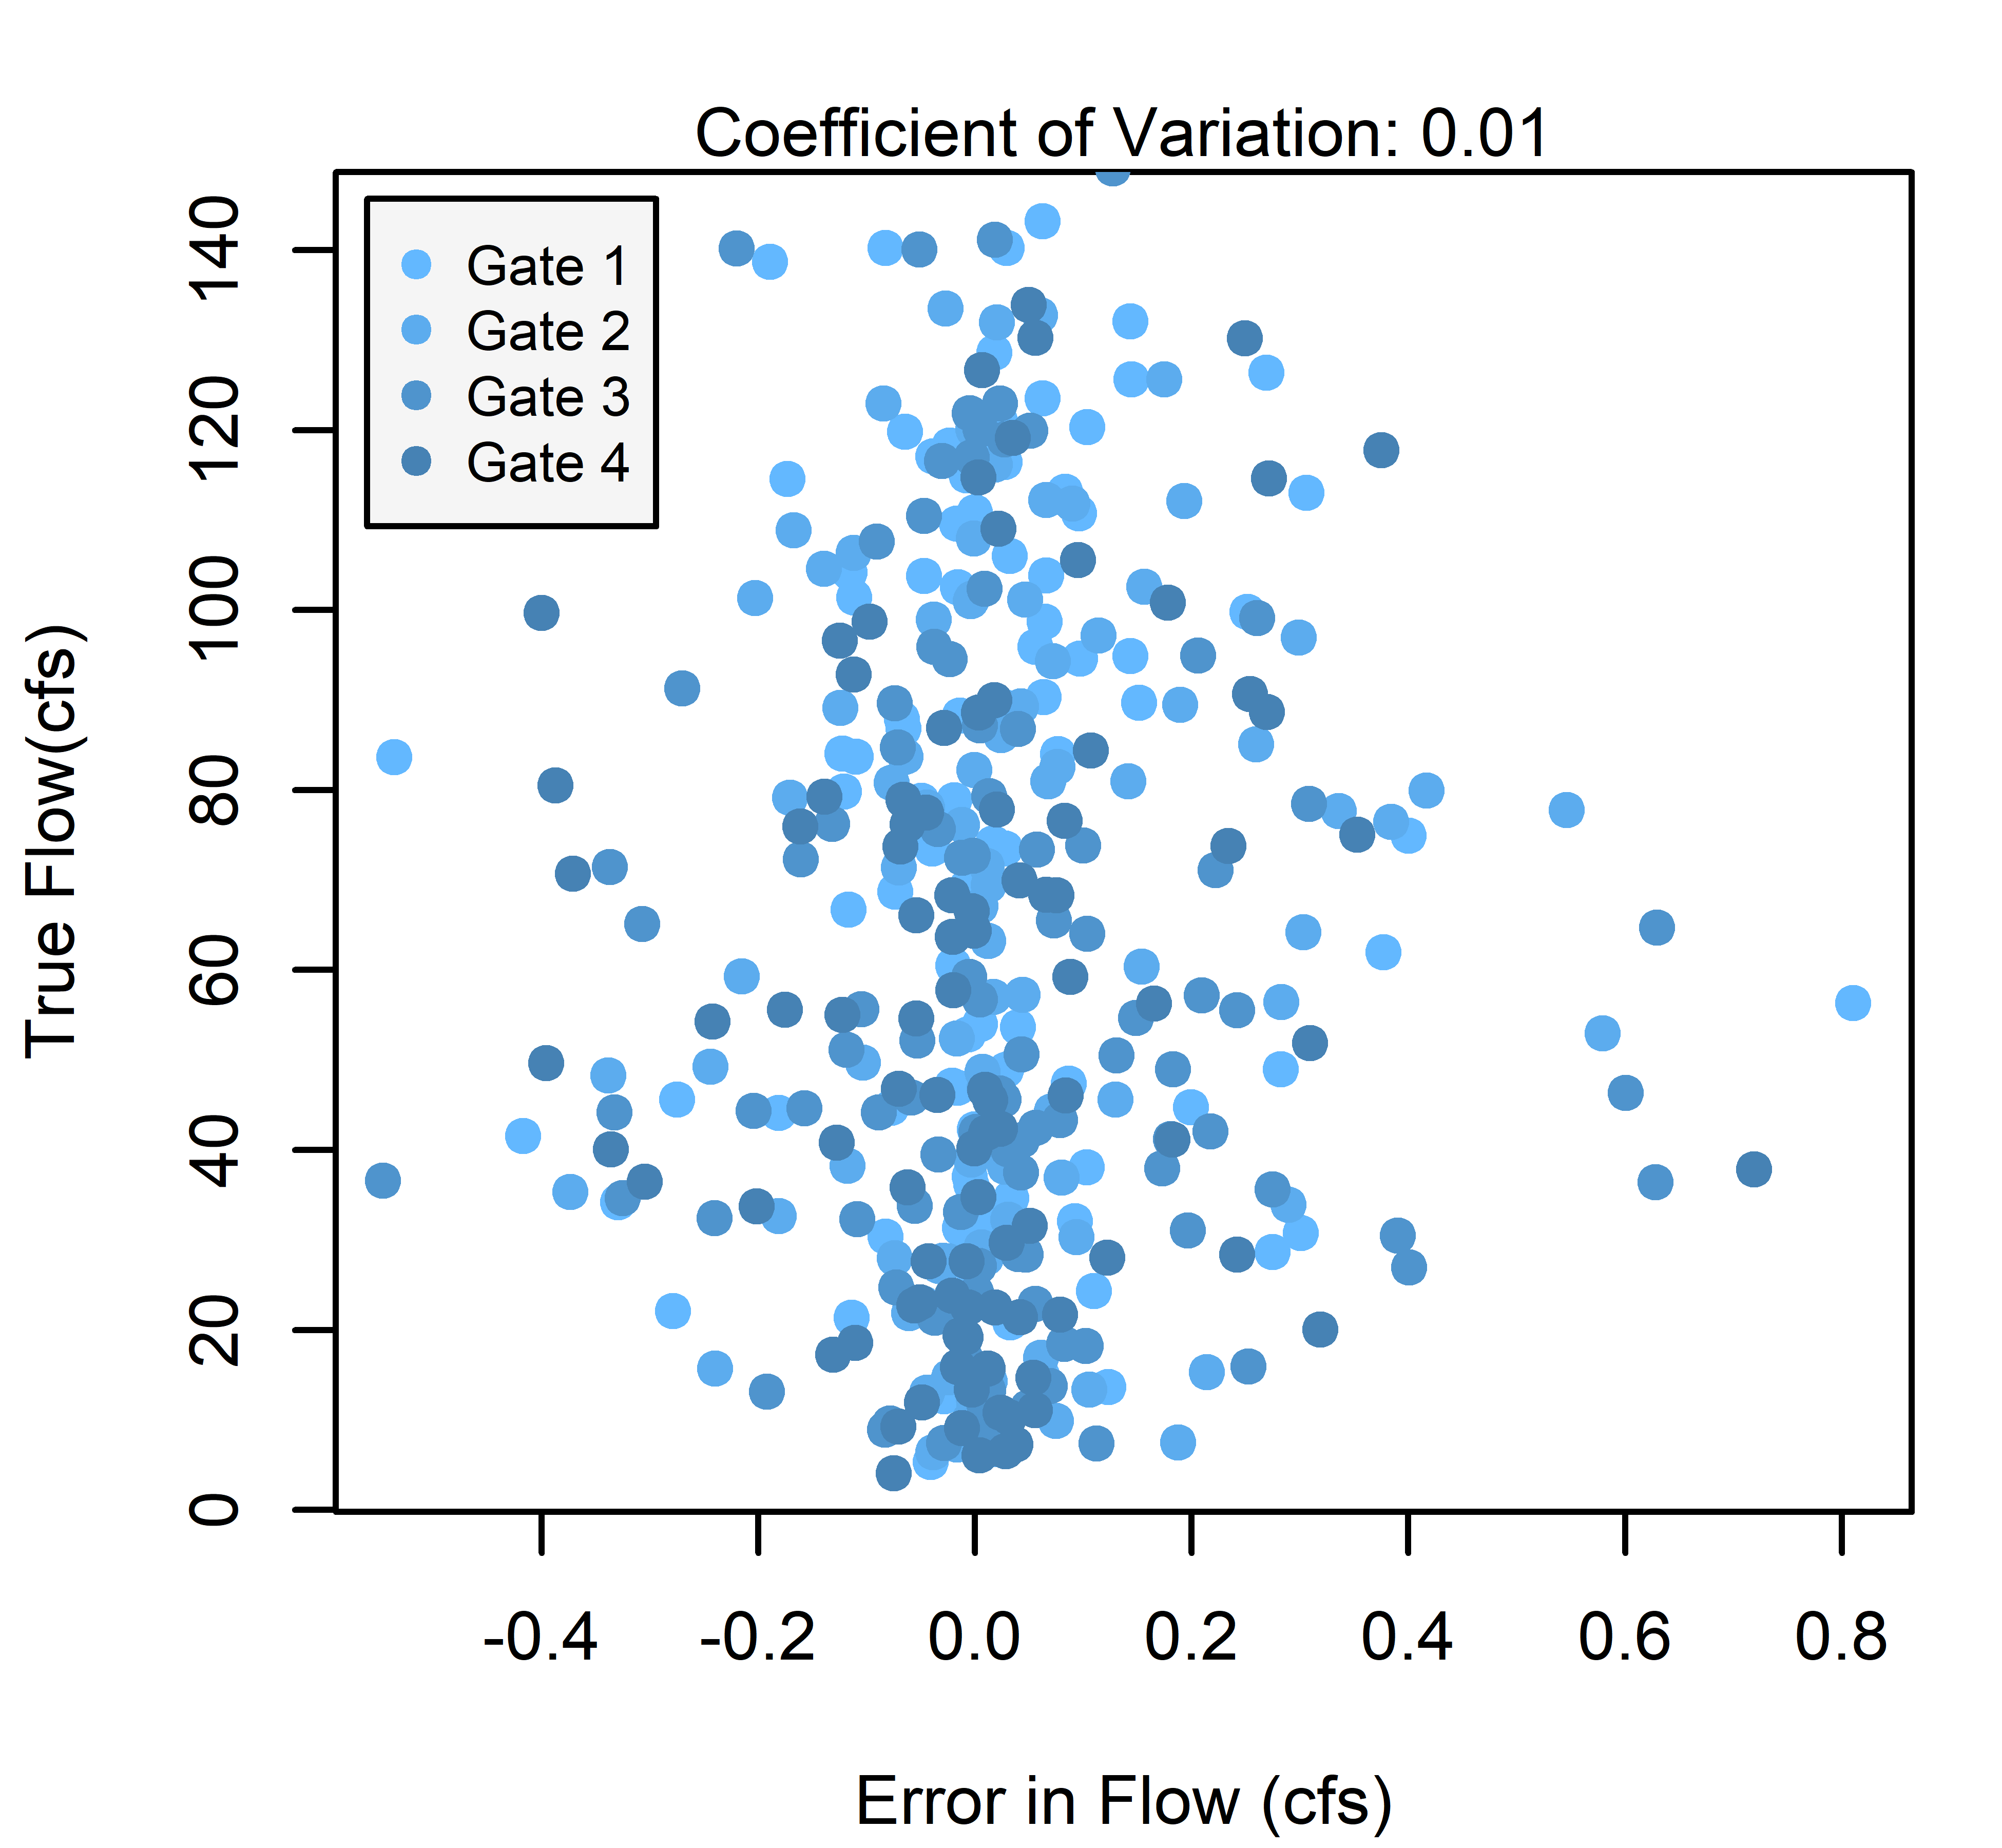 Coefficient of Variation: 0.01
Gate 1
Gate 2
Gate 3
Gate 4
True Flow(cfs)
140
120
100
80
60
40
20
0
-0.4 -0.2 0.0 0.2 0.4 0.6 0.8
Error in Flow (cfs)